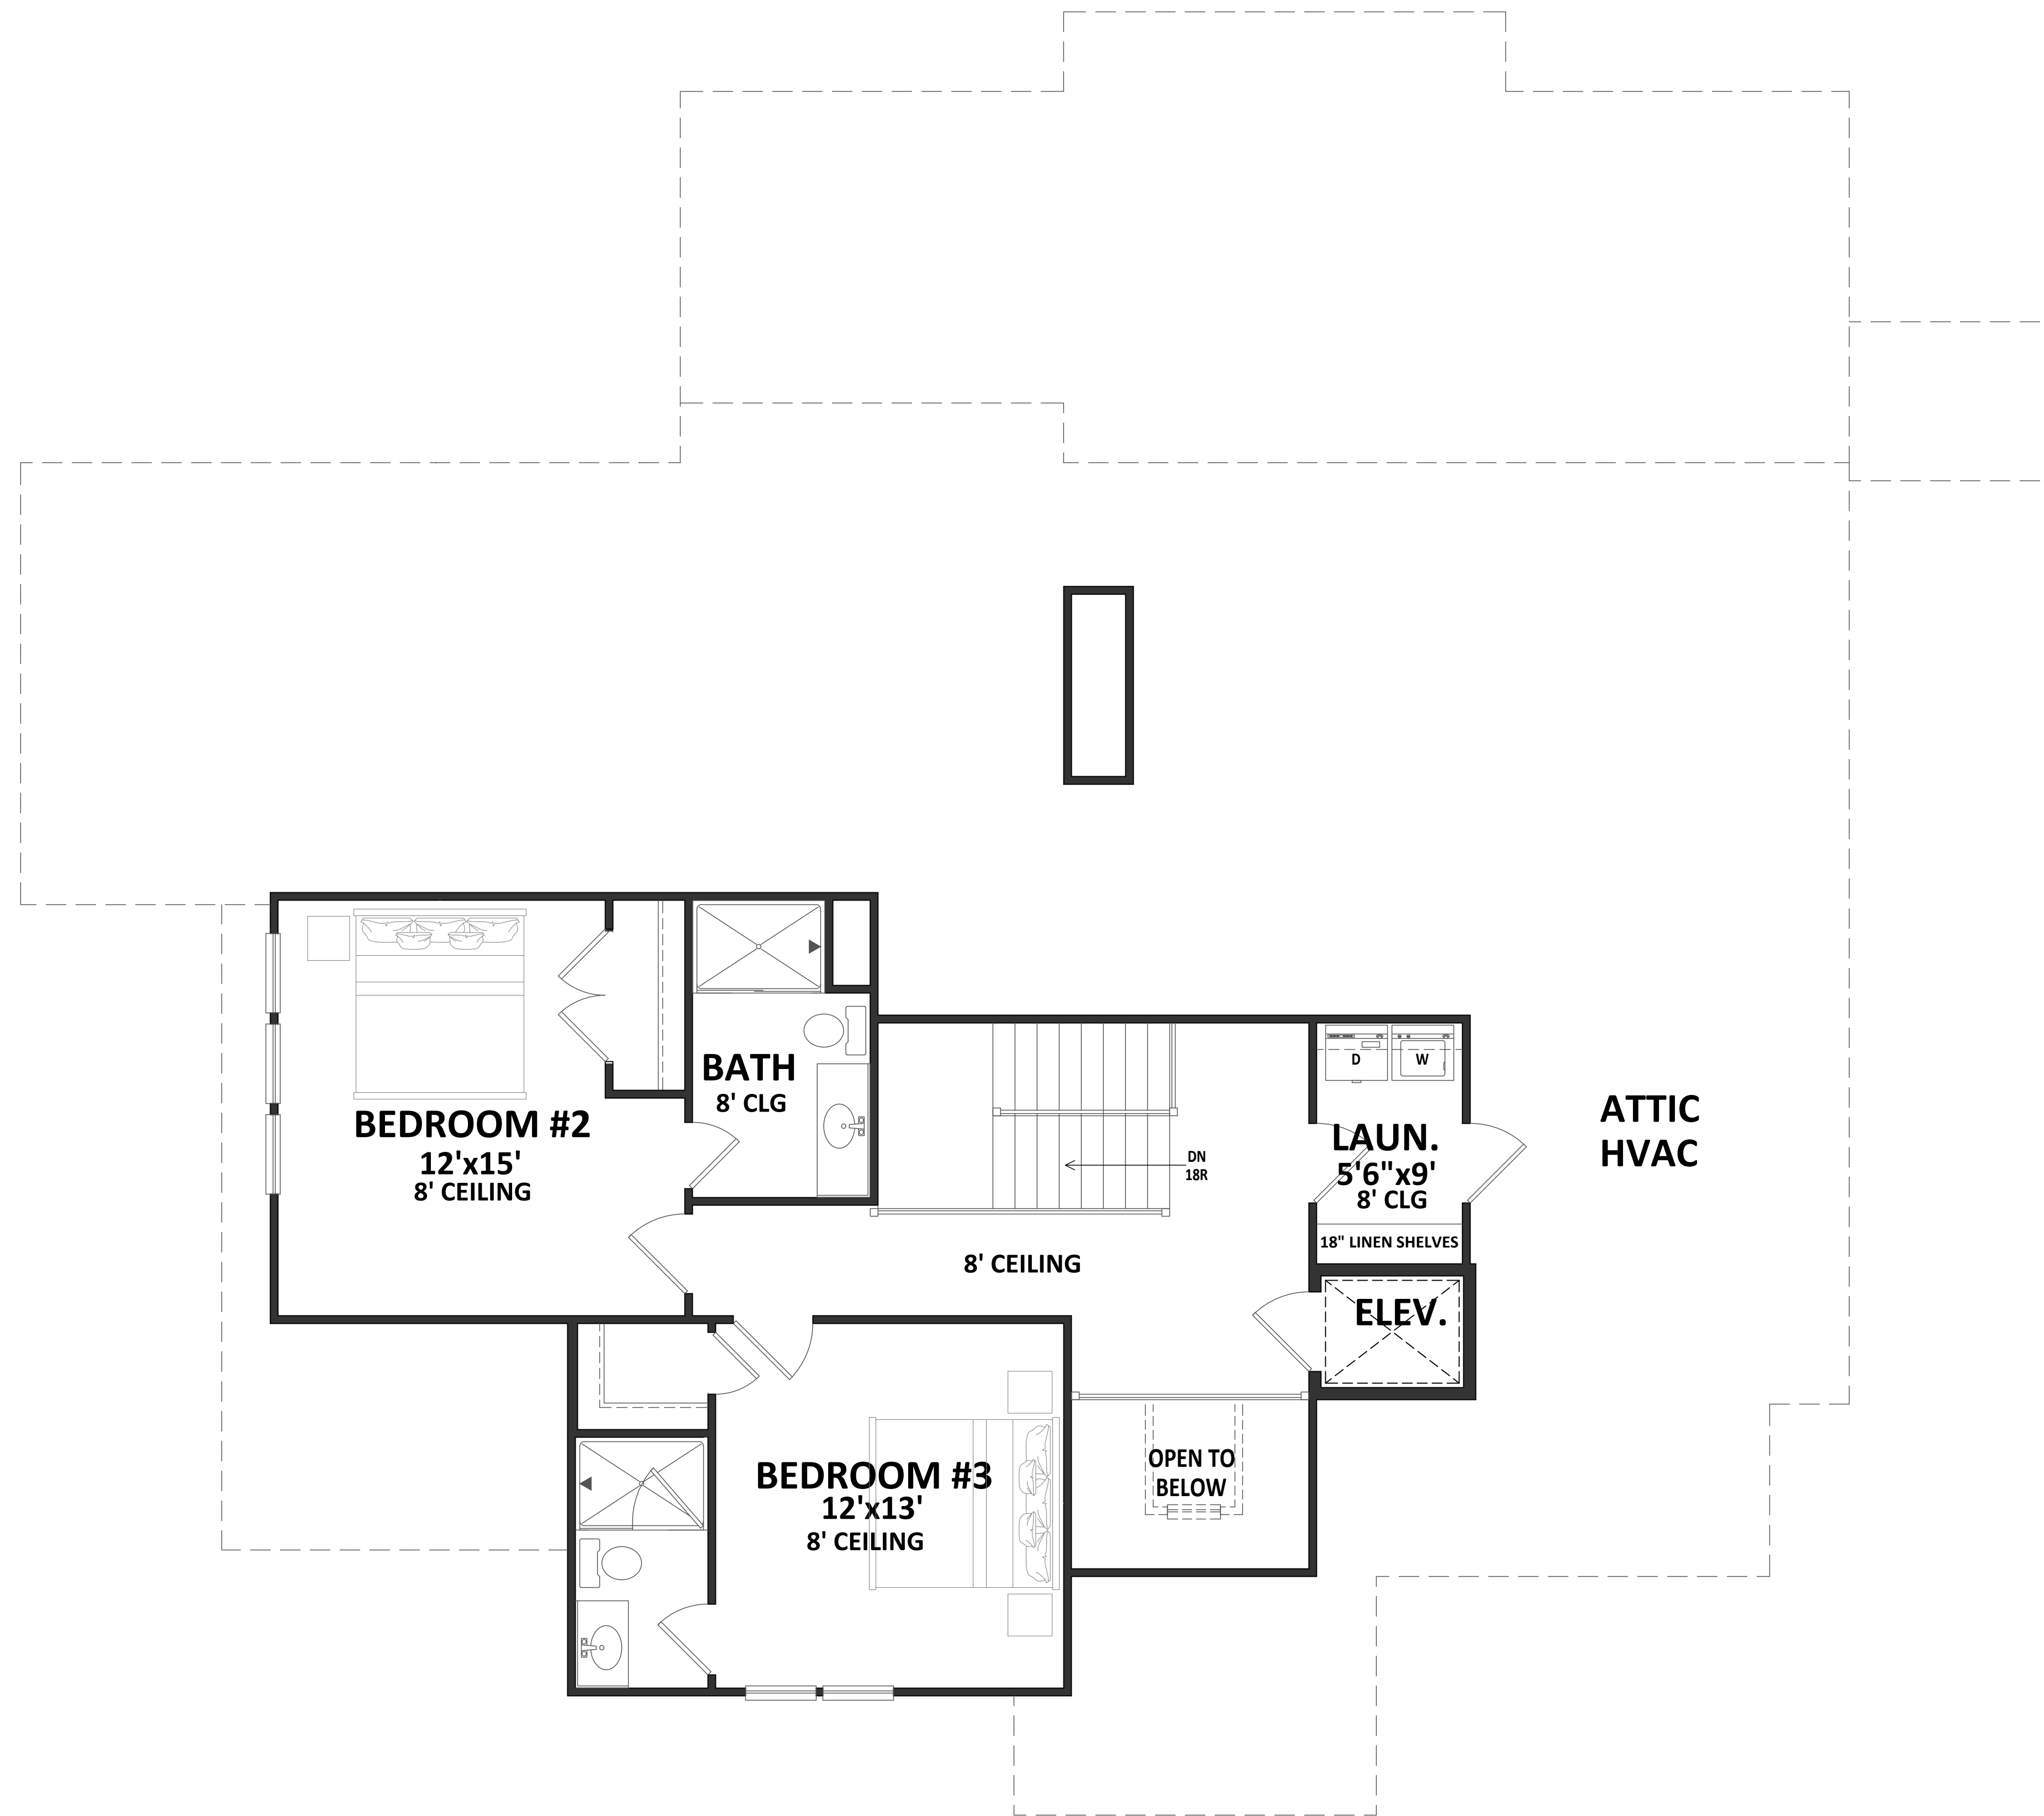 BEDROOM #2
12'x15'
8' CEILING
BATH
8' CLG
DN
18R
8' CEILING
D
W
LAUN.
5'6"x9'
8' CLG
18" LINEN SHELVES
ELEV.
ATTIC
HVAC
BEDROOM #3
12'x13'
8' CEILING
OPEN TO
BELOW